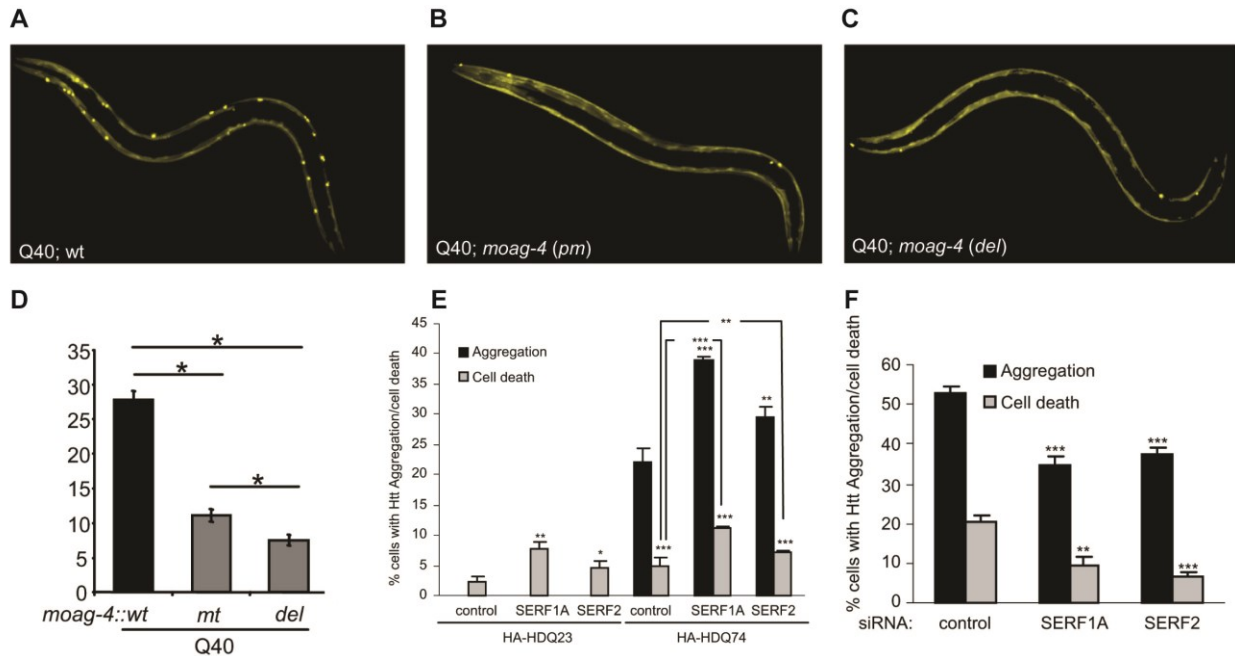 A
B
C
Q40; wt
Q40; moag-4 (pm)
Q40; moag-4 (del)
D
35
30
25
20
15
10
5
0
*
*
*
moag-4::wt mt del
Q40
E
% cells with Htt Aggregation/cell death
45
40
35
30
25
20
15
10
5
0
Aggregation
Cell death
**
***
***
**
**
*
***
***
***
control SERF1A SERF2 control SERF1A SERF2
HA-HDQ23 HA-HDQ74
F
% cells with Htt Aggregation/cell death
60
50
40
30
20
10
0
Aggregation
Cell death
***
***
**
***
siRNA: control SERF1A SERF2